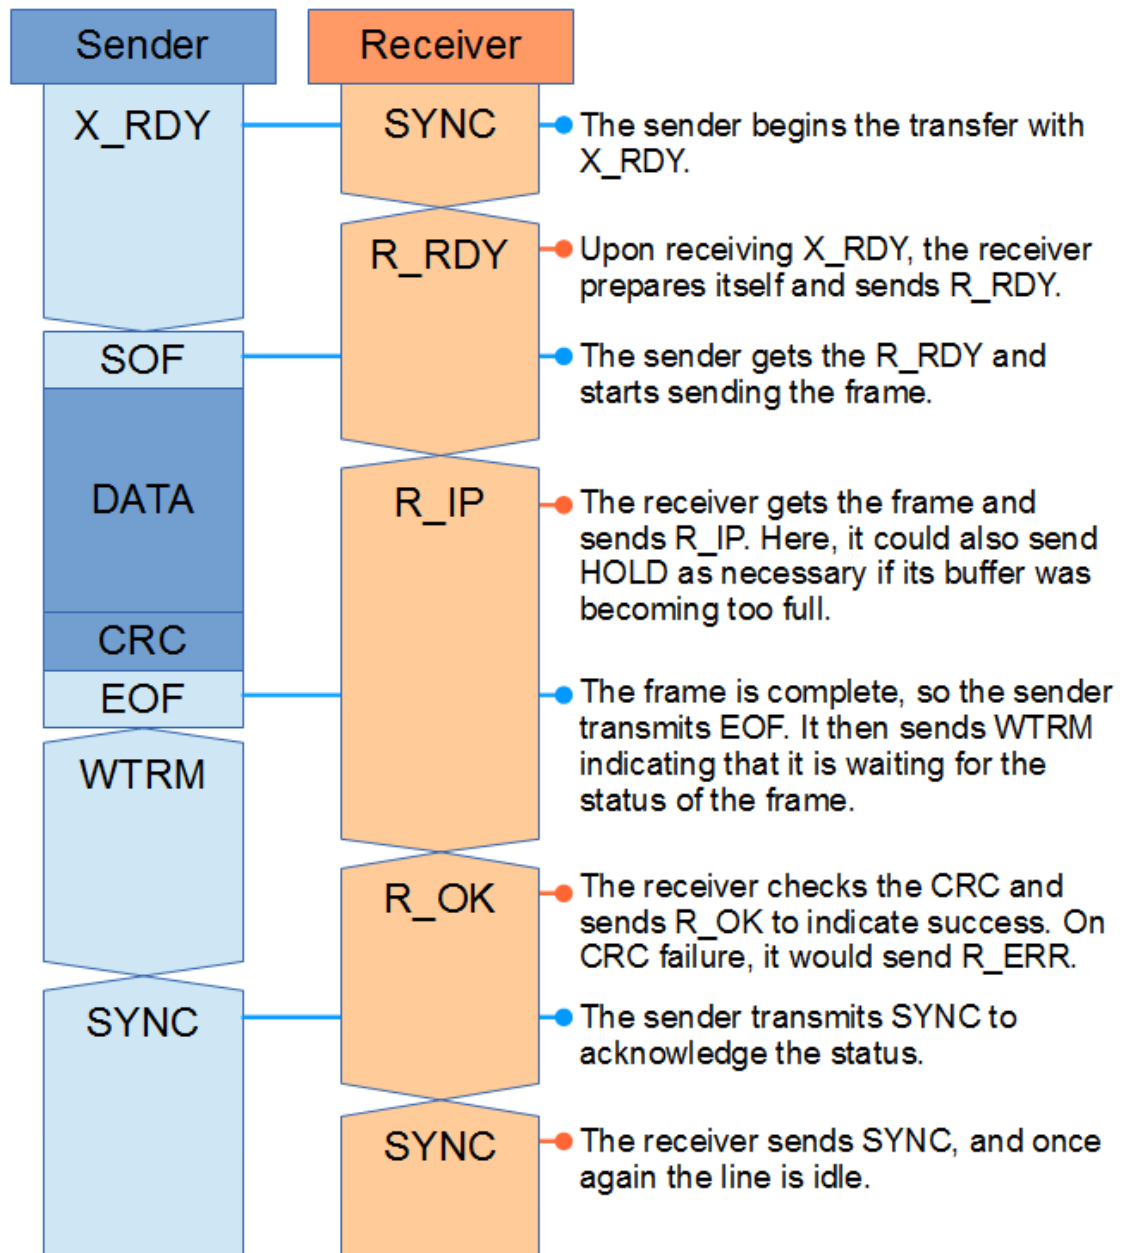 Sender
Receiver
X_RDY
SYNC
The sender begins the transfer with
X_RDY.
R_RDY
Upon receiving X_RDY, the receiver
prepares itself and sends R_RDY.
SOF
The sender gets the R_RDY and
starts sending the frame.
DATA
R_IP
The receiver gets the frame and
sends R_IP. Here, it could also send
HOLD as necessary if its buffer was
becoming too full.
CRC
EOF
The frame is complete, so the sender
transmits EOF. It then sends WTRM
indicating that it is waiting for the
status of the frame.
WTRM
R_OK
The receiver checks the CRC and
sends R_OK to indicate success. On
CRC failure, it would send R_ERR.
SYNC
The sender transmits SYNC to
acknowledge the status.
SYNC
The receiver sends SYNC, and once
again the line is idle.